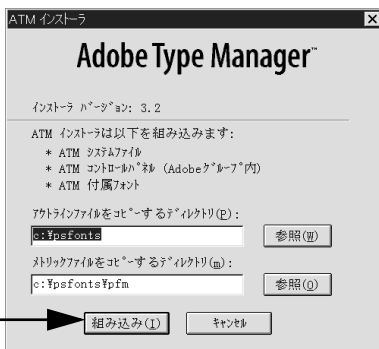 ATM インストーラ
Adobe Type Manager™
インストーラ バージョン: 3.2
ATM インストーラは以下を組み込みます:
* ATM システムファイル
* ATM コントロールパネル (Adobeグループ内)
* ATM 付属フォント
アウトラインファイルをコピーするディレクトリ(P):
c:¥psfonts
参照(W)
メトリックファイルをコピーするディレクトリ(m):
c:¥psfonts¥pfm
参照(O)
組み込み(I)
キャンセル